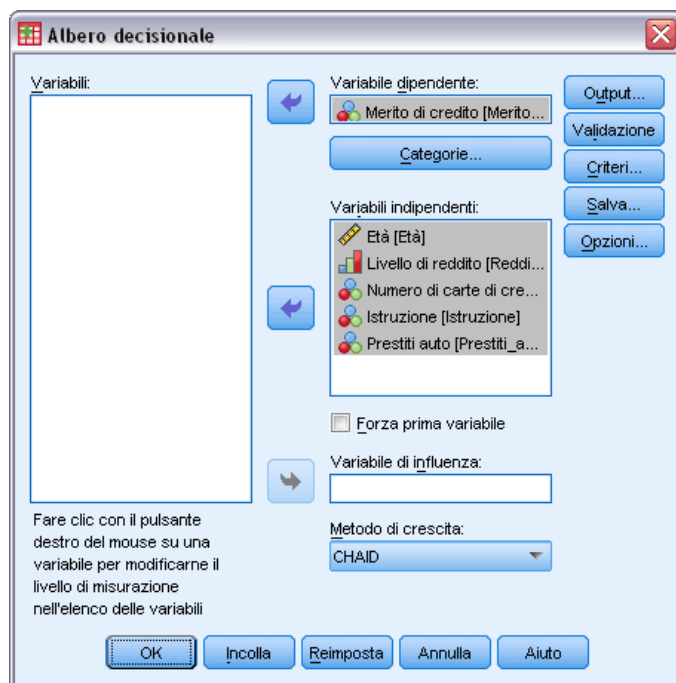 Albero decisionale
Variabili:
Variabile dipendente:
Merito di credito [Merito...
Categorie...
Variabili indipendenti:
Età [Età]
Livello di reddito [Reddi...
Numero di carte di cre...
Istruzione [Istruzione]
Prestiti auto [Prestiti_a...
Forza prima variabile
Variabile di influenza:
Metodo di crescita:
CHAID
Output...
Validazione
Criteri...
Salva...
Opzioni...
Fare clic con il pulsante
destro del mouse su una
variabile per modificarne il
livello di misurazione
nell'elenco delle variabili
OK
Incolla
Reimposta
Annulla
Aiuto